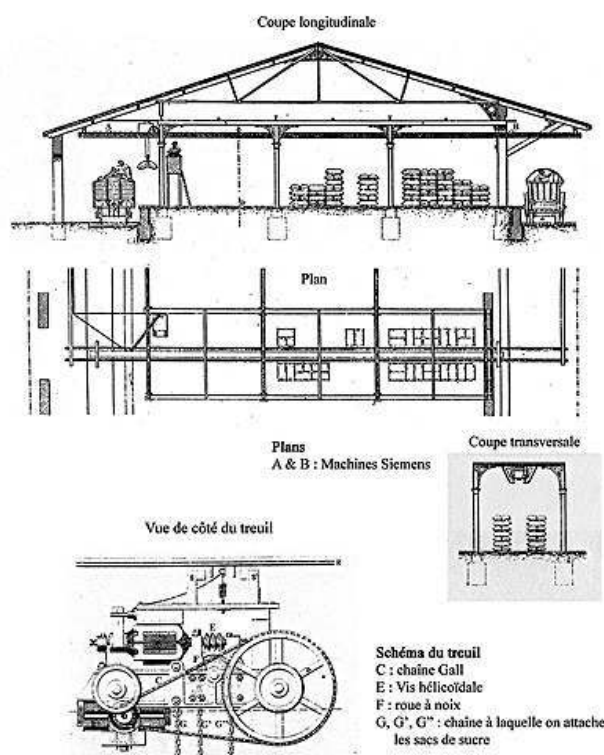 Coupe longitudinale
Plan
Plans
A & B : Machines Siemens
Coupe transversale
Vue de côté du treuil
E
F
C
G G' G"
Schéma du treuil
C : chaîne Gall
E : Vis hélicoïdale
F : roue à noix
G, G', G" : chaîne à laquelle on attache
les sacs de sucre